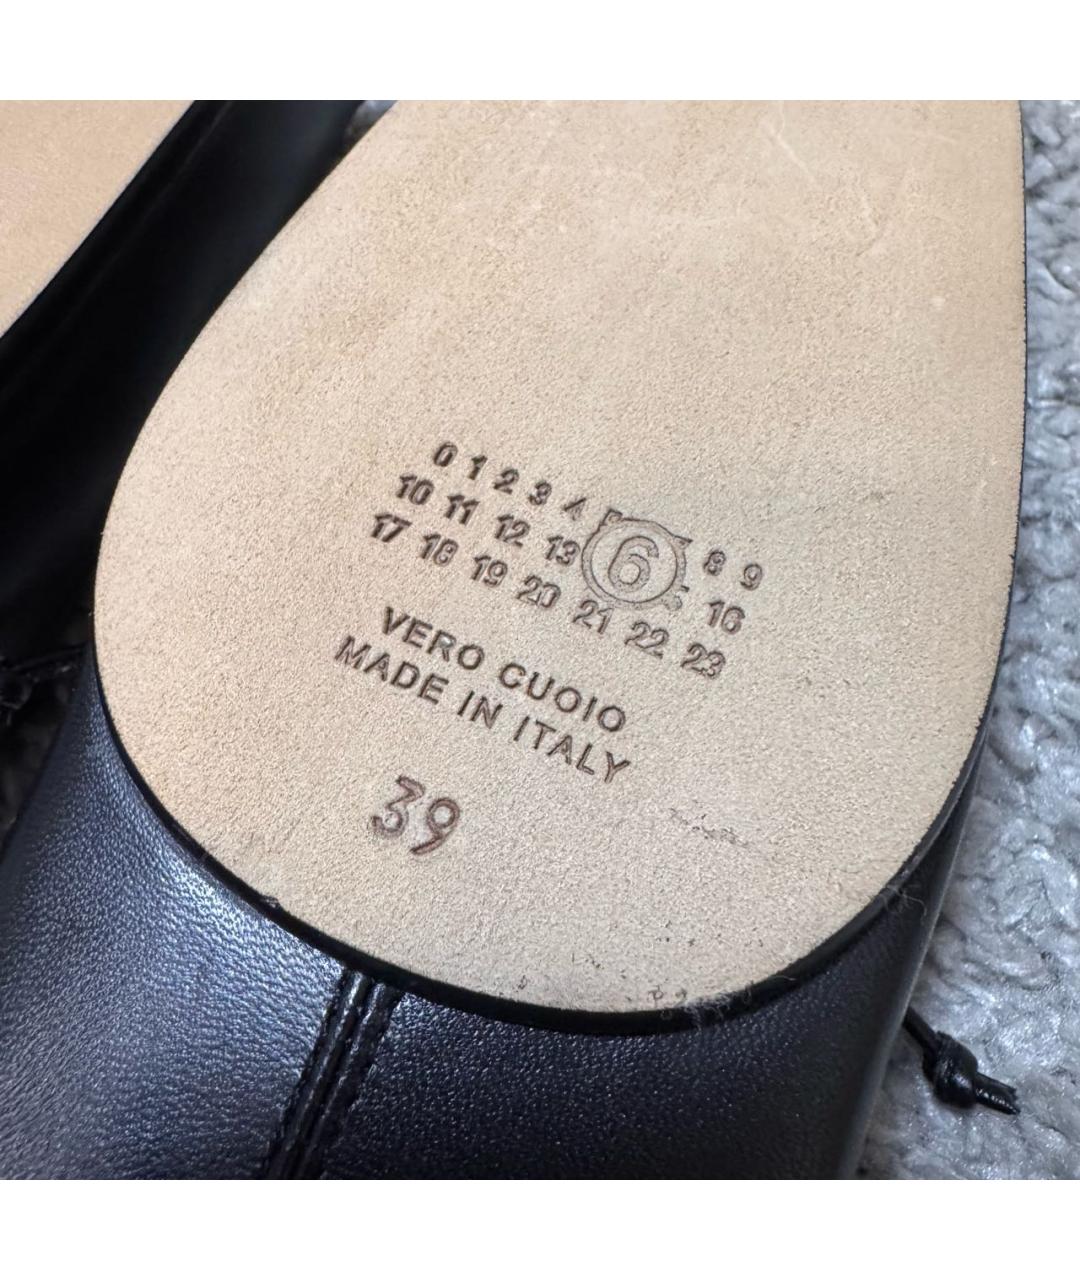 0 1 2 3 4 6 8 9
10 11 12 13 16
17 18 19 20 21 22 23
VERO CUOIO
MADE IN ITALY
39